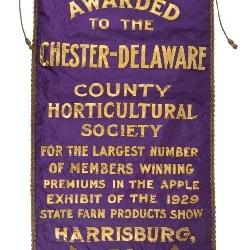 AWARDED
TO THE
CHESTER-DELAWARE
COUNTY
HORTICULTURAL
SOCIETY
FOR THE LARGEST NUMBER
OF MEMBERS WINNING
PREMIUMS IN THE APPLE
EXHIBIT OF THE 1929
STATE FARM PRODUCTS SHOW
HARRISBURG,